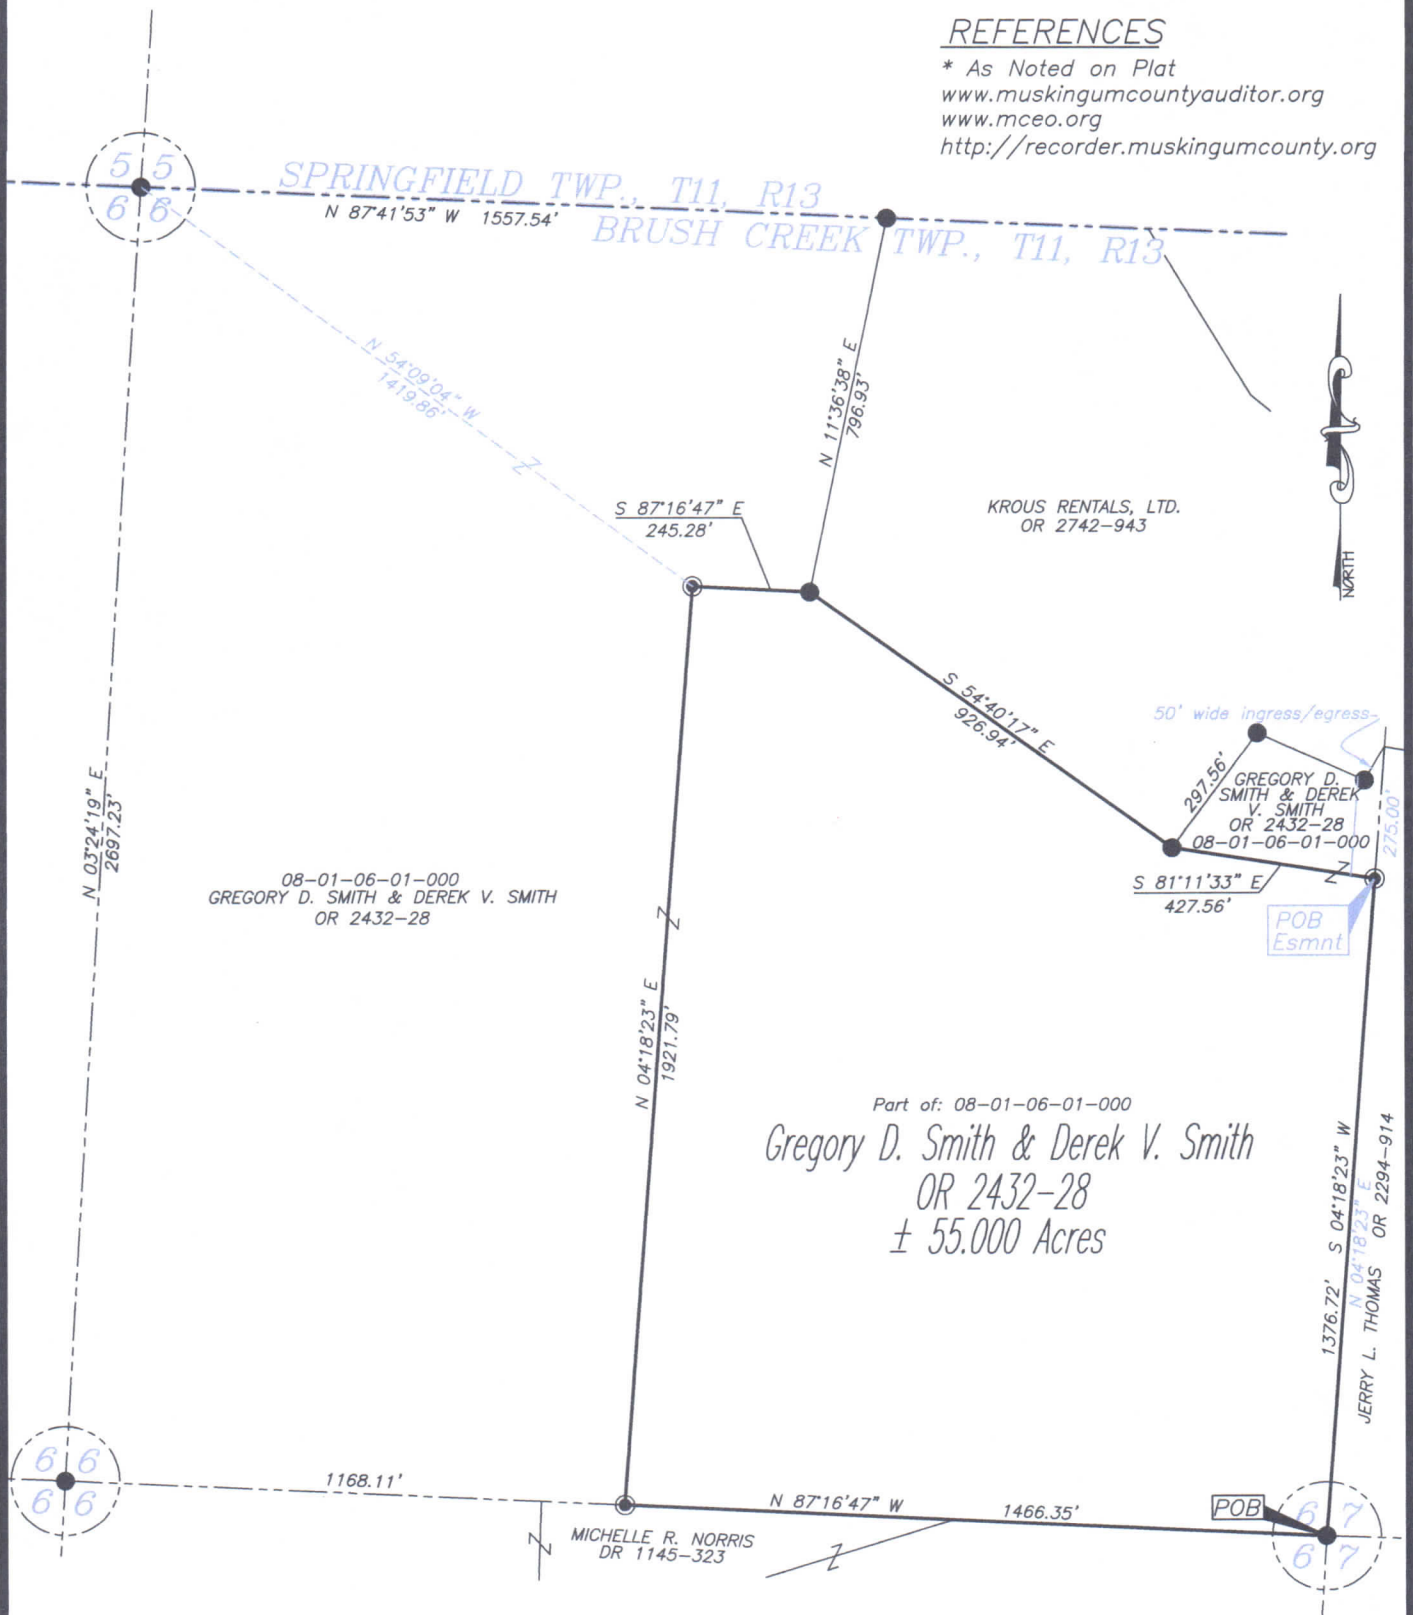 REFERENCES
* As Noted on Plat
www.muskingumcountyauditor.org
www.mceo.org
http://recorder.muskingumcounty.org
5 5
6 6
SPRINGFIELD TWP., T11, R13
N 87°41'53" W 1557.54'
BRUSH CREEK TWP., T11, R13
N 54°09'04" W
1419.86'
N 11°36'38" E
796.93'
S 87°16'47" E
245.28'
KROUS RENTALS, LTD.
OR 2742-943
NORTH
S 54°40'17" E
926.94'
50' wide ingress/egress
297.56'
GREGORY D.
SMITH & DEREK
V. SMITH
OR 2432-28
08-01-06-01-000
275.00'
S 81°11'33" E
427.56'
POB
Esmnt
N 03°24'19" E
2697.23'
08-01-06-01-000
GREGORY D. SMITH & DEREK V. SMITH
OR 2432-28
N 04°18'23" E
1921.79'
Part of: 08-01-06-01-000
Gregory D. Smith & Derek V. Smith
OR 2432-28
± 55.000 Acres
1376.72' S 04°18'23" W
N 04°18'23" E
JERRY L. THOMAS OR 2294-914
6 6
6 6
1168.11'
N 87°16'47" W 1466.35'
POB
6 7
6 7
MICHELLE R. NORRIS
DR 1145-323